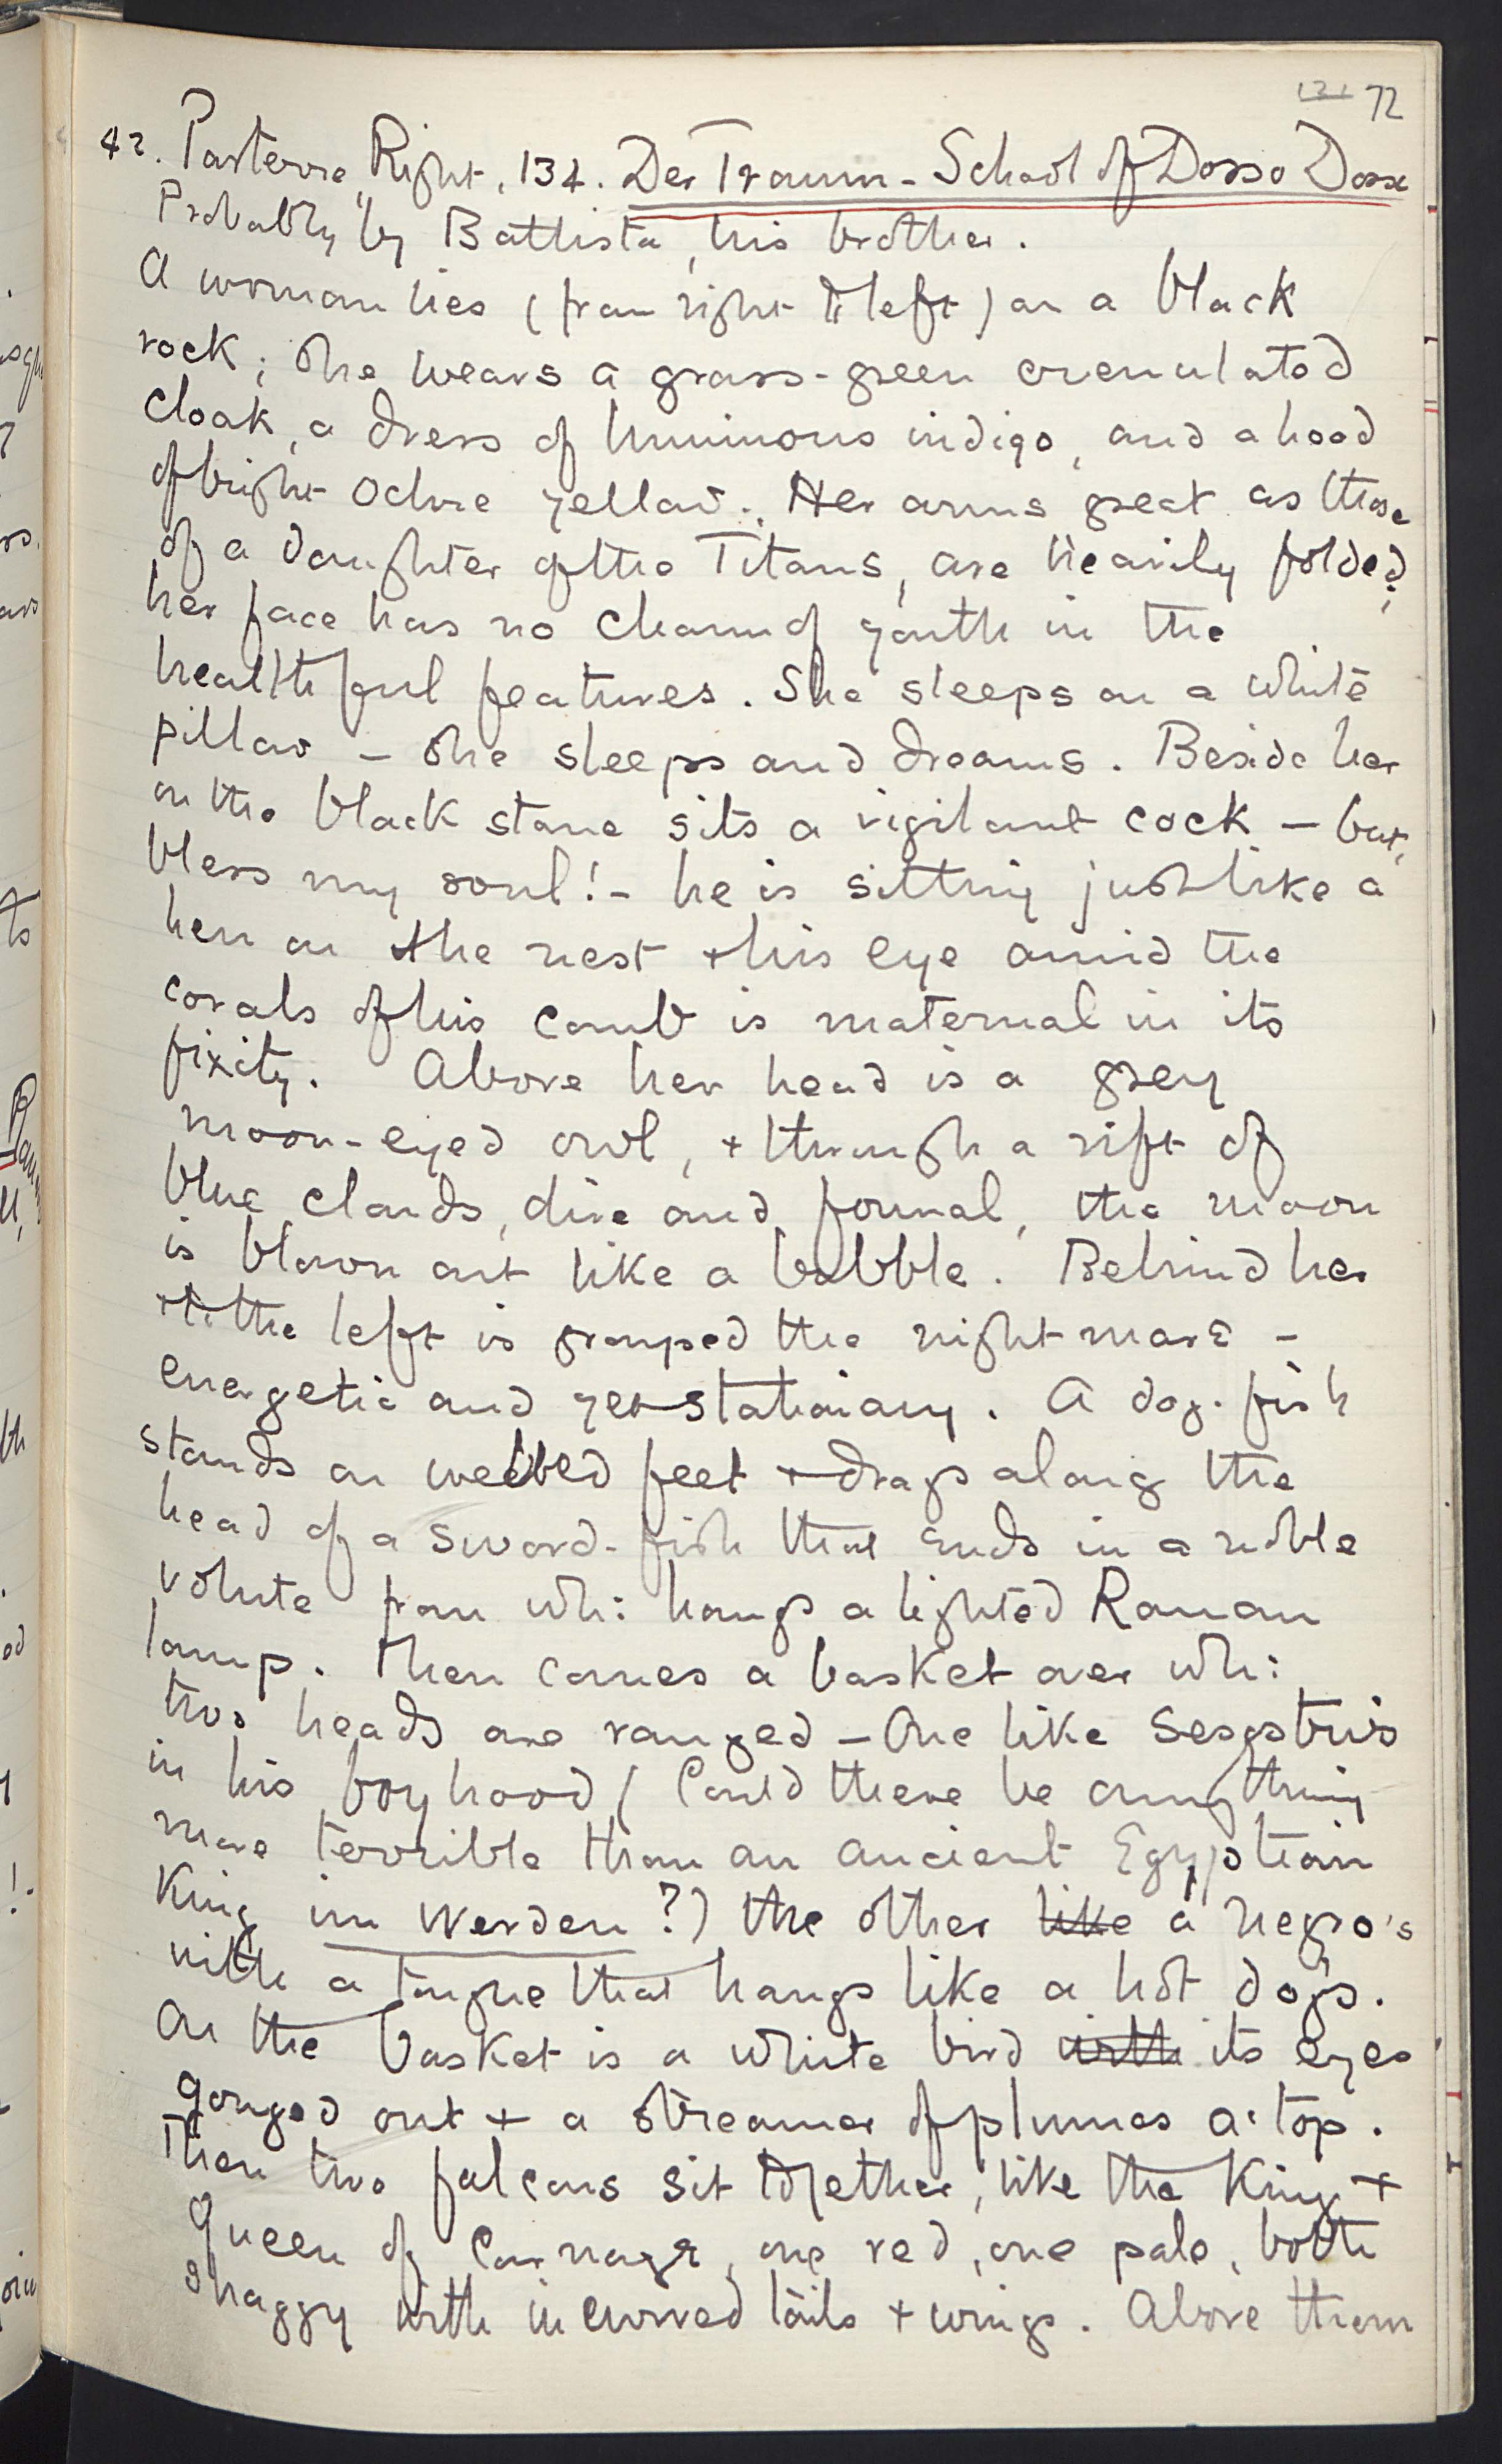 131 72
42. Parterre, Right, 134. Der Traum - School of Dosso Dossi
Probably by Battista, his brother.
A woman lies (from right to left) on a black
rock; she wears a grass-green crenulated
cloak, a dress of luminous indigo, and a hood
of bright ochre yellow. Her arms great as those
of a daughter of the Titans, are heavily folded;
her face has no charm of youth in the
healthful features. She sleeps on a white
pillow - she sleeps and dreams. Beside her
on the black stone sits a vigilant cock - but,
bless my soul! - he is sitting just like a
hen on the nest + his eye amid the
corals of his comb is maternal in its
fixity. Above her head is a grey
moon-eyed owl, + through a rift of
blue clouds, dire and formal, the moon
is blown out like a bubble. Behind her
to the left is grouped the nightmare -
energetic and yet stationary. A dog-fish
stands on webbed feet + drags along the
head of a sword-fish that ends in a noble
volute from wh: hangs a lighted Roman
lamp. Then comes a basket over wh:
two heads are ranged - One like Sesostris
in his boyhood (Could there be anything
more terrible than an ancient Egyptian
King im Werden?) the other like a negro's
with a tongue that hangs like a hot dog's.
On the basket is a white bird with its eyes
gouged out + a streamer of plumes a-top.
Then two falcons sit together, like the King +
Queen of Carnage, one red, one pale, both
shaggy with incurved tails + wings. Above them